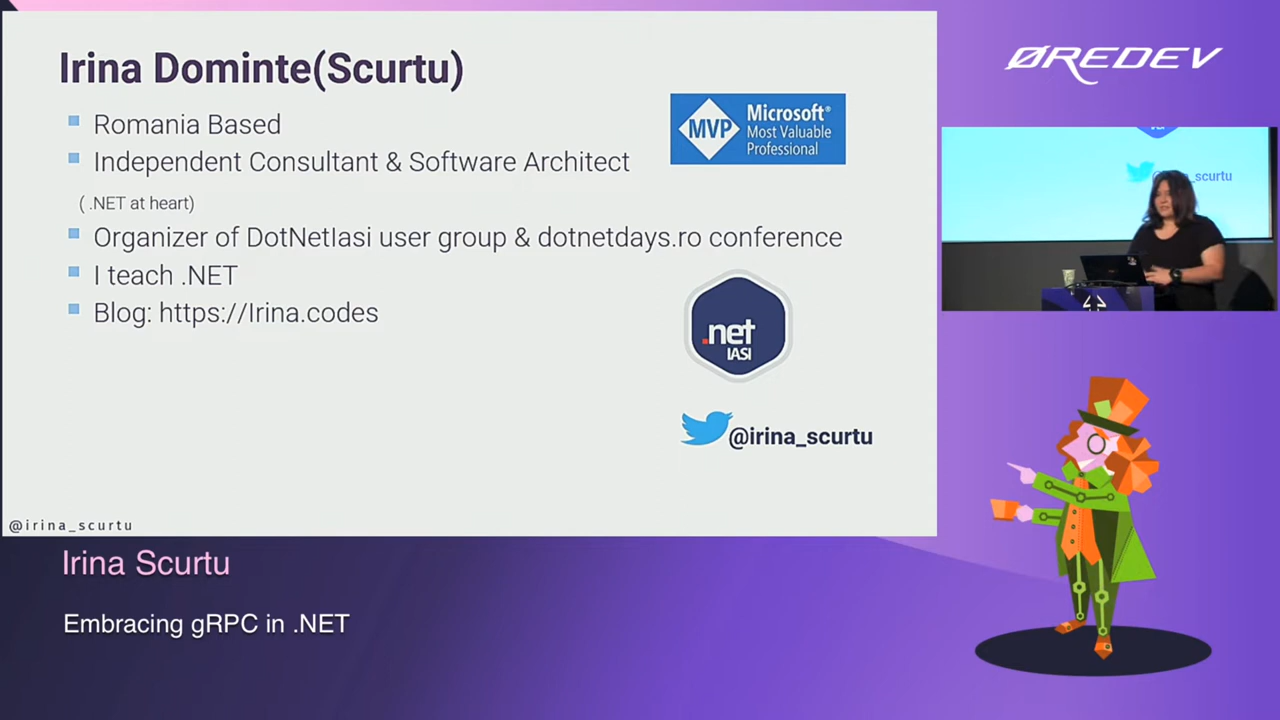 Irina Dominte(Scurtu)
Romania Based
Independent Consultant & Software Architect
( .NET at heart)
Organizer of DotNetIasi user group & dotnetdays.ro conference
I teach .NET
Blog: https://Irina.codes
Microsoft®
MVP
Most Valuable
Professional
.net
IASI
@irina_scurtu
@irina_scurtu
ØREDEV
_scurtu
Irina Scurtu
Embracing gRPC in .NET